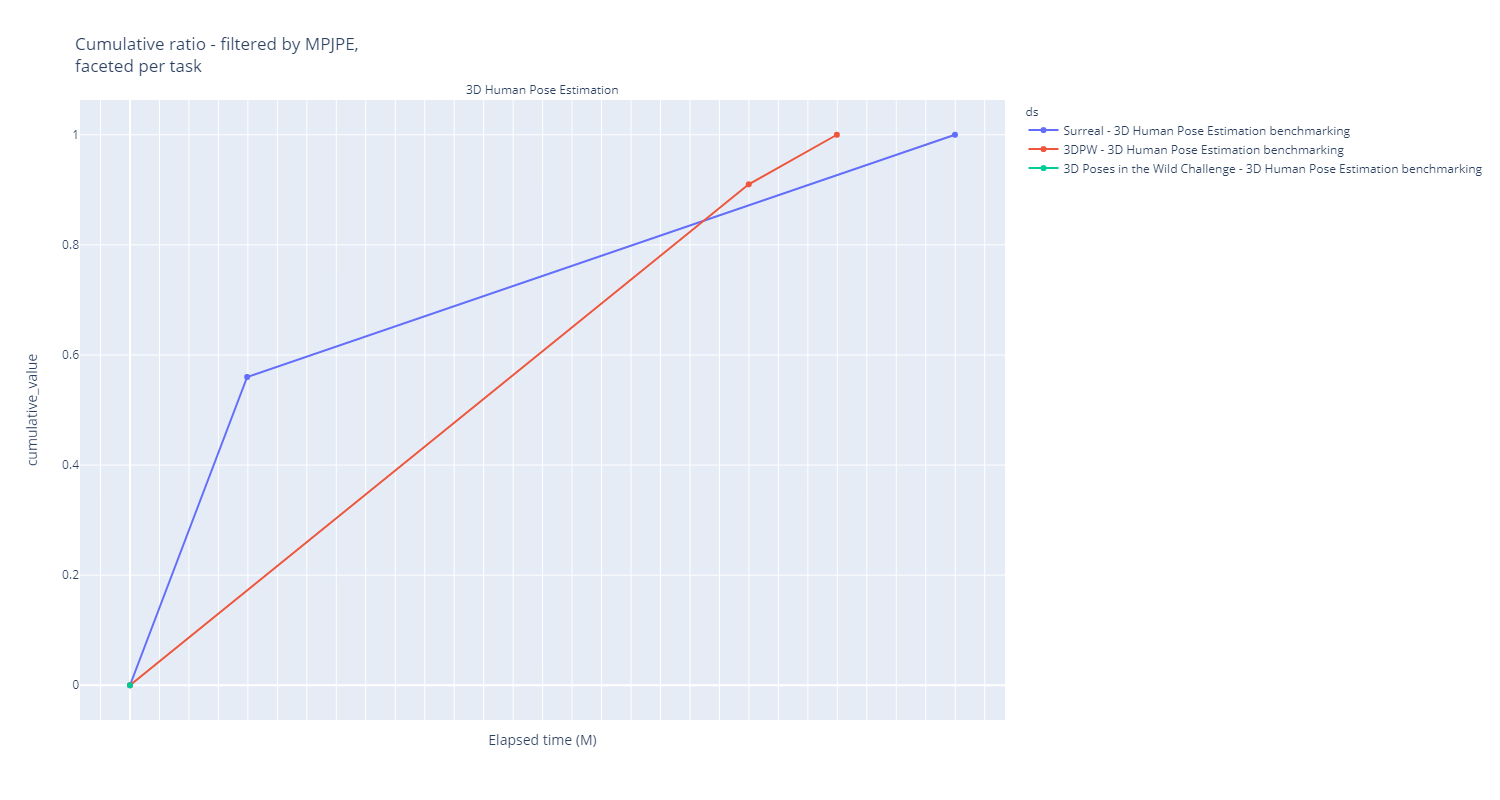 Cumulative ratio - filtered by MPJPE,
faceted per task
3D Human Pose Estimation
ds
Surreal - 3D Human Pose Estimation benchmarking
3DPW - 3D Human Pose Estimation benchmarking
3D Poses in the Wild Challenge - 3D Human Pose Estimation benchmarking
1
0.8
0.6
0.4
0.2
0
cumulative_value
Elapsed time (M)